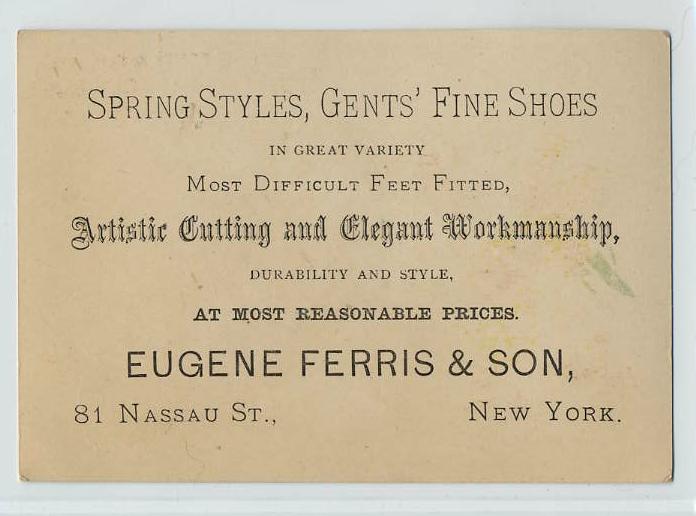 Spring Styles, Gents' Fine Shoes
in great variety
Most Difficult Feet Fitted,
Artistic Cutting and Elegant Workmanship,
durability and style,
at most reasonable prices.
EUGENE FERRIS & SON,
81 Nassau St., New York.